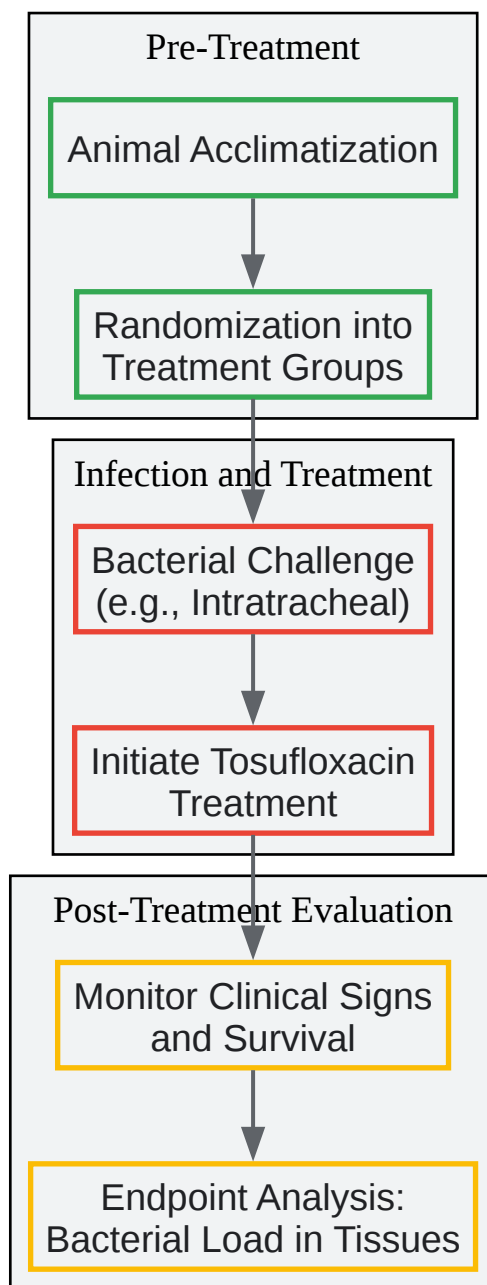 Pre-Treatment
Animal Acclimatization
Randomization into
Treatment Groups
Infection and Treatment
Bacterial Challenge
(e.g., Intratracheal)
Initiate Tosufloxacin
Treatment
Post-Treatment Evaluation
Monitor Clinical Signs
and Survival
Endpoint Analysis:
Bacterial Load in Tissues